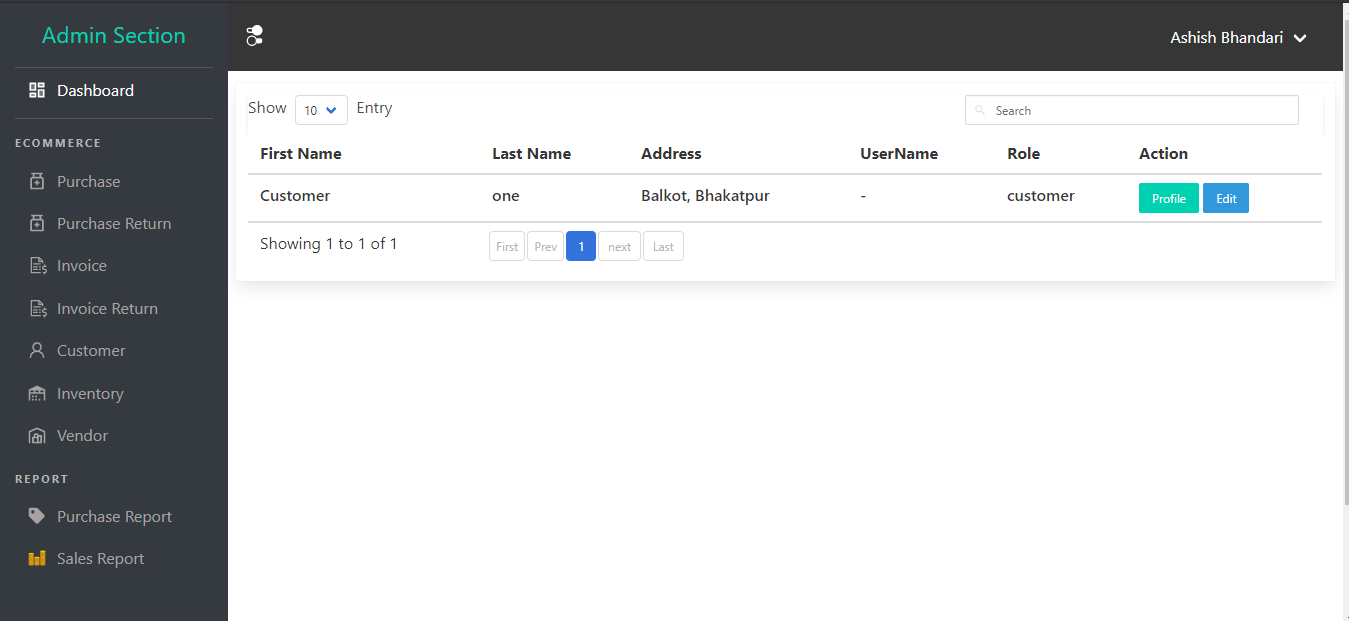 Admin Section
Ashish Bhandari
Dashboard
ECOMMERCE
Purchase
Purchase Return
Invoice
Invoice Return
Customer
Inventory
Vendor
REPORT
Purchase Report
Sales Report
Show 10 Entry
Search
First Name Last Name Address UserName Role Action
Customer one Balkot, Bhakatpur - customer Profile Edit
Showing 1 to 1 of 1 First Prev 1 next Last